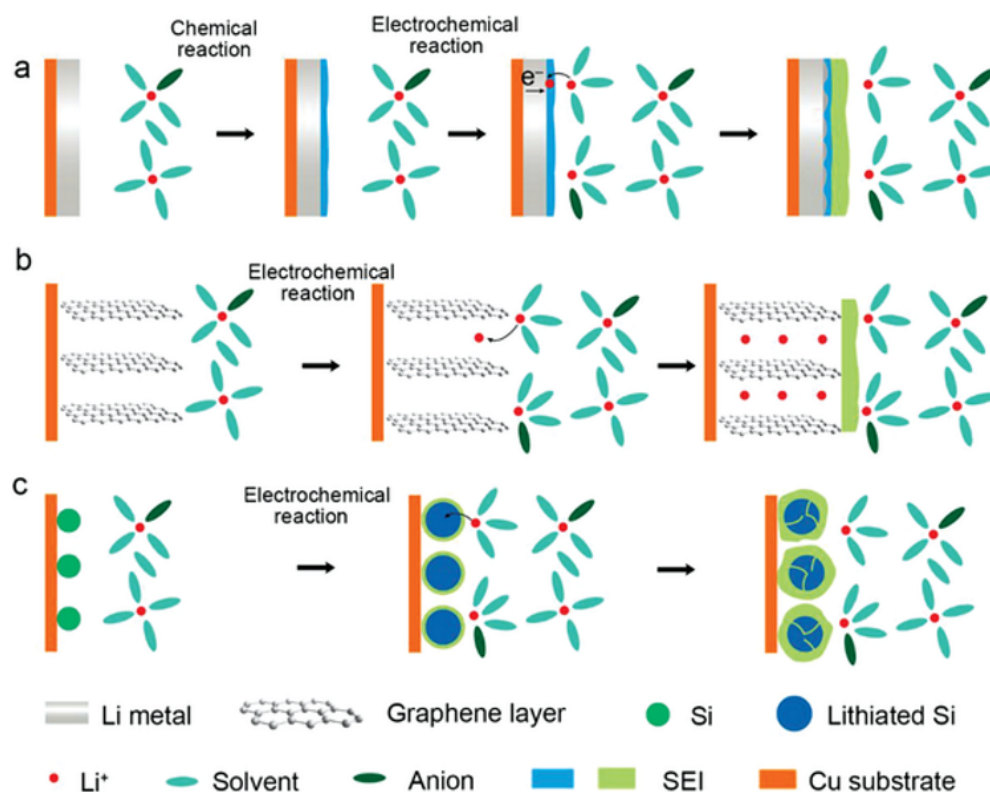 Chemical
reaction
Electrochemical
reaction
a
e⁻
b
Electrochemical
reaction
c
Electrochemical
reaction
Li metal
Graphene layer
Si
Lithiated Si
Li⁺
Solvent
Anion
SEI
Cu substrate